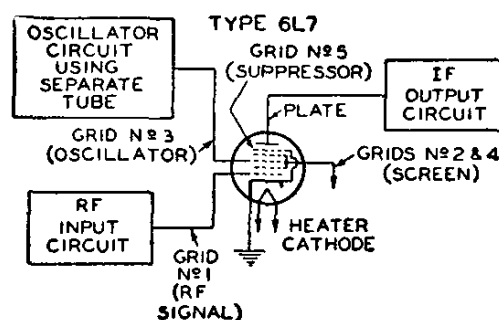 TYPE 6L7
OSCILLATOR
CIRCUIT
USING
SEPARATE
TUBE
GRID Nº5
(SUPPRESSOR)
IF
OUTPUT
CIRCUIT
PLATE
GRID Nº3
(OSCILLATOR)
GRIDS Nº2 & 4
(SCREEN)
RF
INPUT
CIRCUIT
HEATER
CATHODE
GRID
Nº1
(RF
SIGNAL)